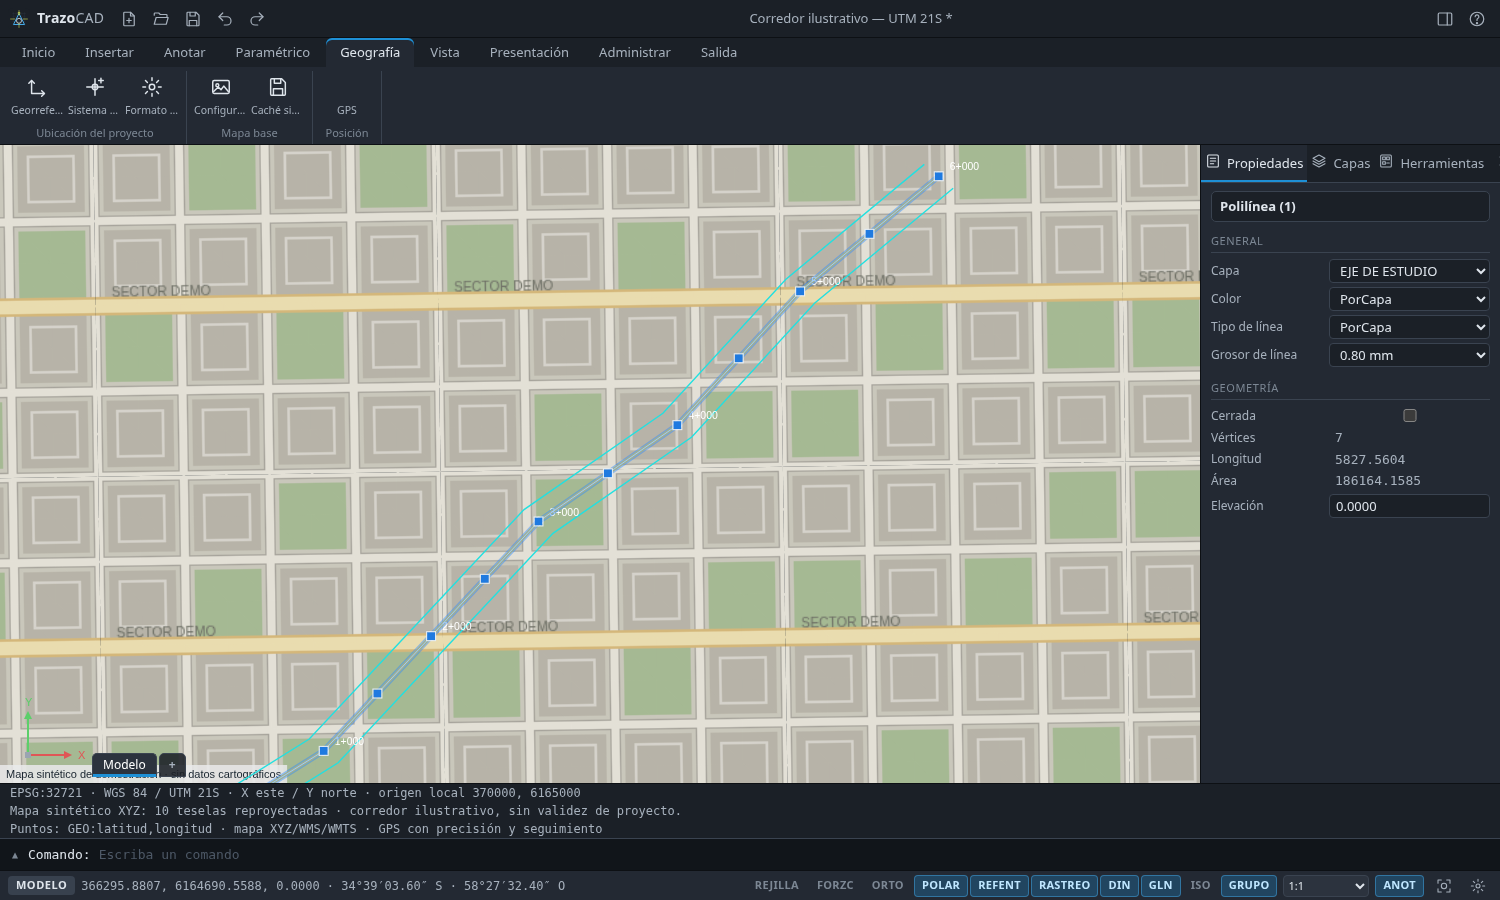 TrazoCAD
Corredor ilustrativo — UTM 21S *
Inicio Insertar Anotar Paramétrico Geografía Vista Presentación Administrar Salida
Georrefe... Sistema ... Formato ... Configur... Caché si... GPS
Ubicación del proyecto Mapa base Posición
6+000
SECTOR DEMO SECTOR DEMO SECTOR DEMO 5+000 SECTOR
4+000
3+000
SECTOR DEMO 2+000 SECTOR DEMO SECTOR DEMO SECTOR
1+000
Y
X
Modelo +
Mapa sintético de sin datos cartográficos
Propiedades Capas Herramientas
Polilínea (1)
GENERAL
Capa EJE DE ESTUDIO
Color PorCapa
Tipo de línea PorCapa
Grosor de línea 0.80 mm
GEOMETRÍA
Cerrada
Vértices 7
Longitud 5827.5604
Área 186164.1585
Elevación 0.0000
EPSG:32721 · WGS 84 / UTM 21S · X este / Y norte · origen local 370000, 6165000
Mapa sintético XYZ: 10 teselas reproyectadas · corredor ilustrativo, sin validez de proyecto.
Puntos: GEO:latitud,longitud · mapa XYZ/WMS/WMTS · GPS con precisión y seguimiento
▲ Comando: Escriba un comando
MODELO 366295.8807, 6164690.5588, 0.0000 · 34°39′03.60″ S · 58°27′32.40″ O REJILLA FORZC ORTO POLAR REFENT RASTREO DIN GLN ISO GRUPO 1:1 ANOT